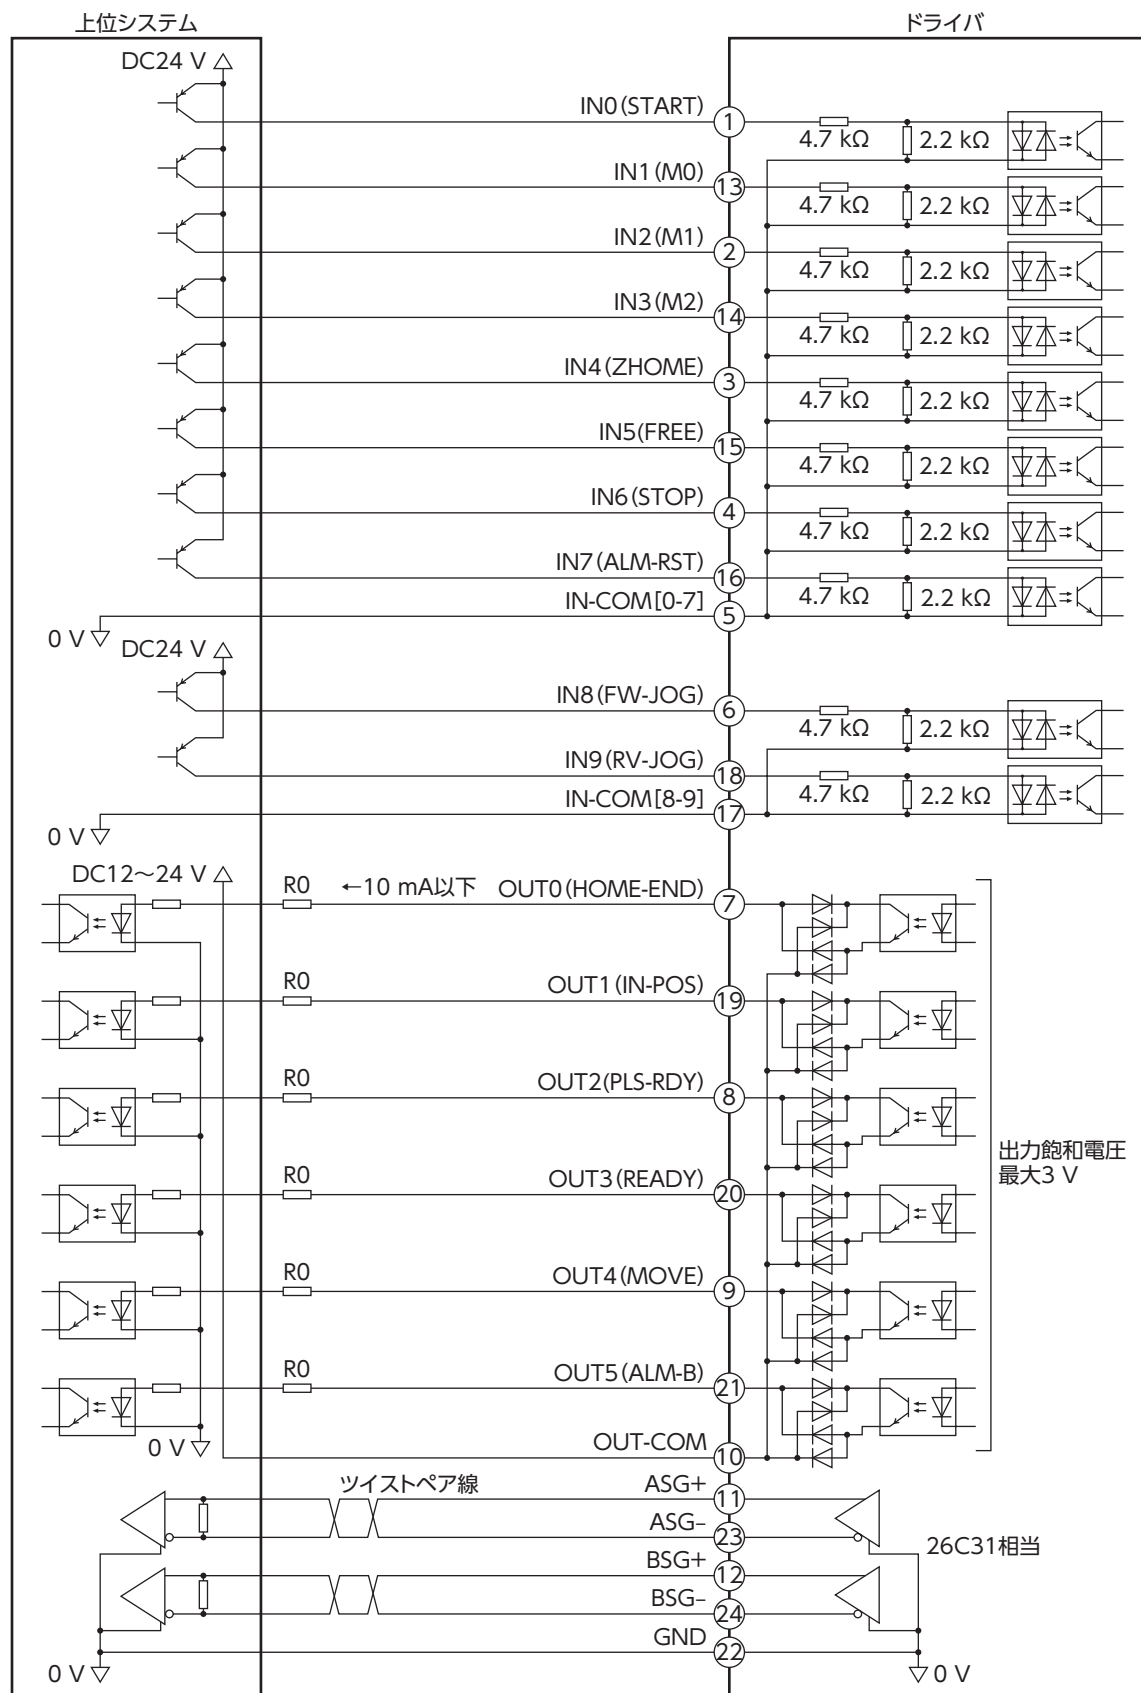 上位システム
ドライバ
DC24 V
IN0(START)
1
4.7 kΩ
2.2 kΩ
IN1(M0)
13
4.7 kΩ
2.2 kΩ
IN2(M1)
2
4.7 kΩ
2.2 kΩ
IN3(M2)
14
4.7 kΩ
2.2 kΩ
IN4(ZHOME)
3
4.7 kΩ
2.2 kΩ
IN5(FREE)
15
4.7 kΩ
2.2 kΩ
IN6(STOP)
4
4.7 kΩ
2.2 kΩ
IN7(ALM-RST)
16
4.7 kΩ
2.2 kΩ
IN-COM[0-7]
5
0 V
DC24 V
IN8(FW-JOG)
6
4.7 kΩ
2.2 kΩ
IN9(RV-JOG)
18
4.7 kΩ
2.2 kΩ
IN-COM[8-9]
17
0 V
DC12～24 V
R0
←10 mA以下
OUT0(HOME-END)
7
R0
OUT1(IN-POS)
19
R0
OUT2(PLS-RDY)
8
出力飽和電圧
最大3 V
R0
OUT3(READY)
20
R0
OUT4(MOVE)
9
R0
OUT5(ALM-B)
21
0 V
OUT-COM
10
ツイストペア線
ASG+
11
ASG–
23
26C31相当
BSG+
12
BSG–
24
GND
22
0 V
0 V